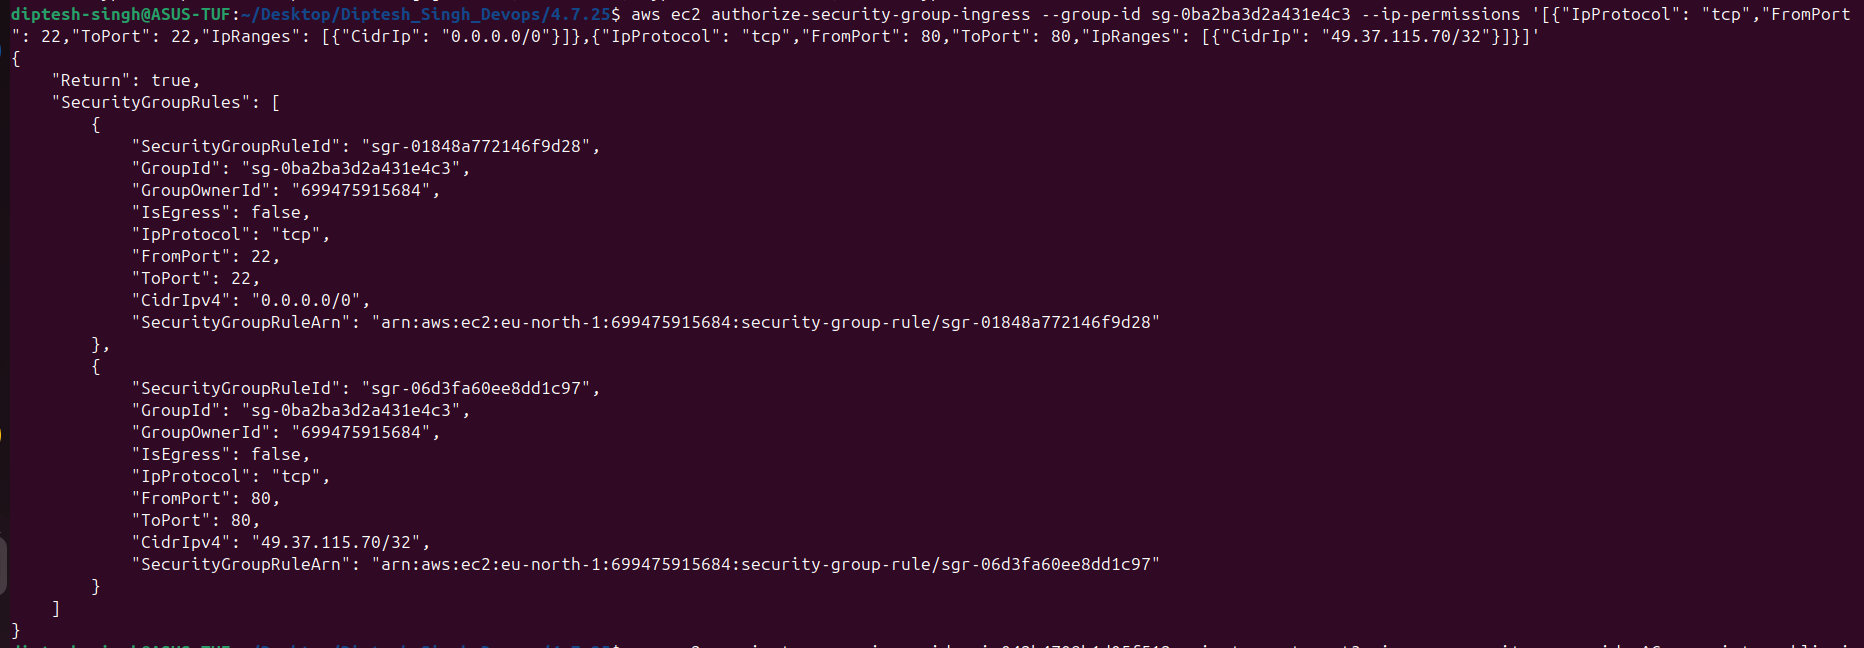 diptesh-singh@ASUS-TUF:~/Desktop/Diptesh_Singh_Devops/4.7.25$ aws ec2 authorize-security-group-ingress --group-id sg-0ba2ba3d2a431e4c3 --ip-permissions '[{"IpProtocol": "tcp","FromPort
": 22,"ToPort": 22,"IpRanges": [{"CidrIp": "0.0.0.0/0"}]},{"IpProtocol": "tcp","FromPort": 80,"ToPort": 80,"IpRanges": [{"CidrIp": "49.37.115.70/32"}]}]'
{
    "Return": true,
    "SecurityGroupRules": [
        {
            "SecurityGroupRuleId": "sgr-01848a772146f9d28",
            "GroupId": "sg-0ba2ba3d2a431e4c3",
            "GroupOwnerId": "699475915684",
            "IsEgress": false,
            "IpProtocol": "tcp",
            "FromPort": 22,
            "ToPort": 22,
            "CidrIpv4": "0.0.0.0/0",
            "SecurityGroupRuleArn": "arn:aws:ec2:eu-north-1:699475915684:security-group-rule/sgr-01848a772146f9d28"
        },
        {
            "SecurityGroupRuleId": "sgr-06d3fa60ee8dd1c97",
            "GroupId": "sg-0ba2ba3d2a431e4c3",
            "GroupOwnerId": "699475915684",
            "IsEgress": false,
            "IpProtocol": "tcp",
            "FromPort": 80,
            "ToPort": 80,
            "CidrIpv4": "49.37.115.70/32",
            "SecurityGroupRuleArn": "arn:aws:ec2:eu-north-1:699475915684:security-group-rule/sgr-06d3fa60ee8dd1c97"
        }
    ]
}